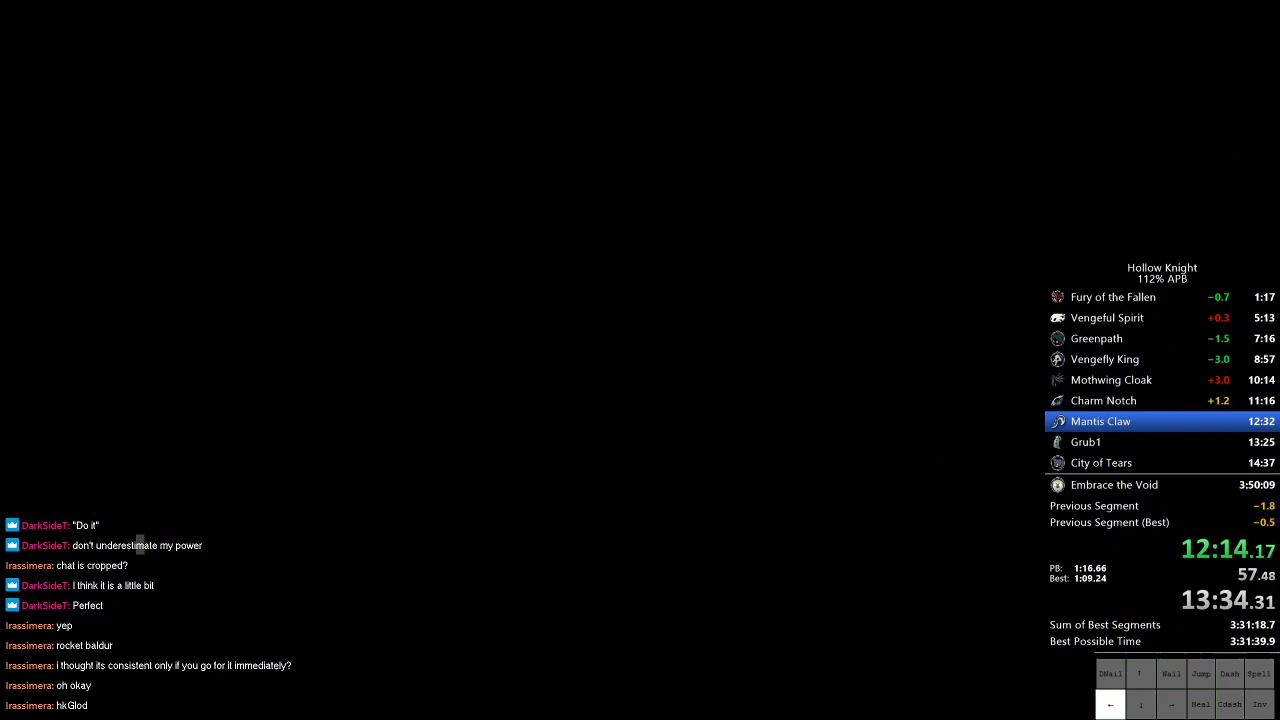 Hollow Knight
112% APB
Fury of the Fallen −0.7 1:17
Vengeful Spirit +0.3 5:13
Greenpath −1.5 7:16
Vengefly King −3.0 8:57
Mothwing Cloak +3.0 10:14
Charm Notch +1.2 11:16
Mantis Claw 12:32
Grub1 13:25
City of Tears 14:37
Embrace the Void 3:50:09
Previous Segment −1.8
Previous Segment (Best) −0.5
12:14.17
PB: 1:16.66
Best: 1:09.24
57.48
13:34.31
Sum of Best Segments 3:31:18.7
Best Possible Time 3:31:39.9
DNail ↑ Nail Jump Dash Spell
← ↓ → Heal Cdash Inv
DarkSideT: "Do it"
DarkSideT: don't underestimate my power
Irassimera: chat is cropped?
DarkSideT: I think it is a little bit
DarkSideT: Perfect
Irassimera: yep
Irassimera: rocket baldur
Irassimera: i thought its consistent only if you go for it immediately?
Irassimera: oh okay
Irassimera: hkGlod